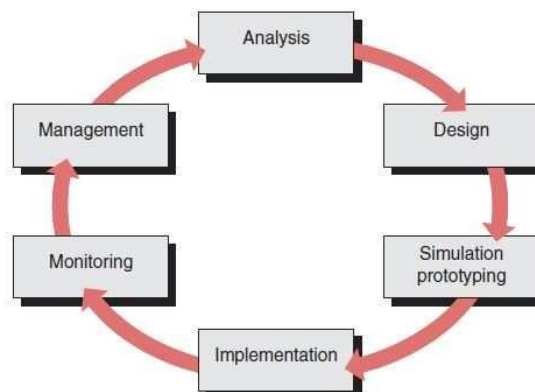 Analysis
Design
Simulation
prototyping
Implementation
Monitoring
Management